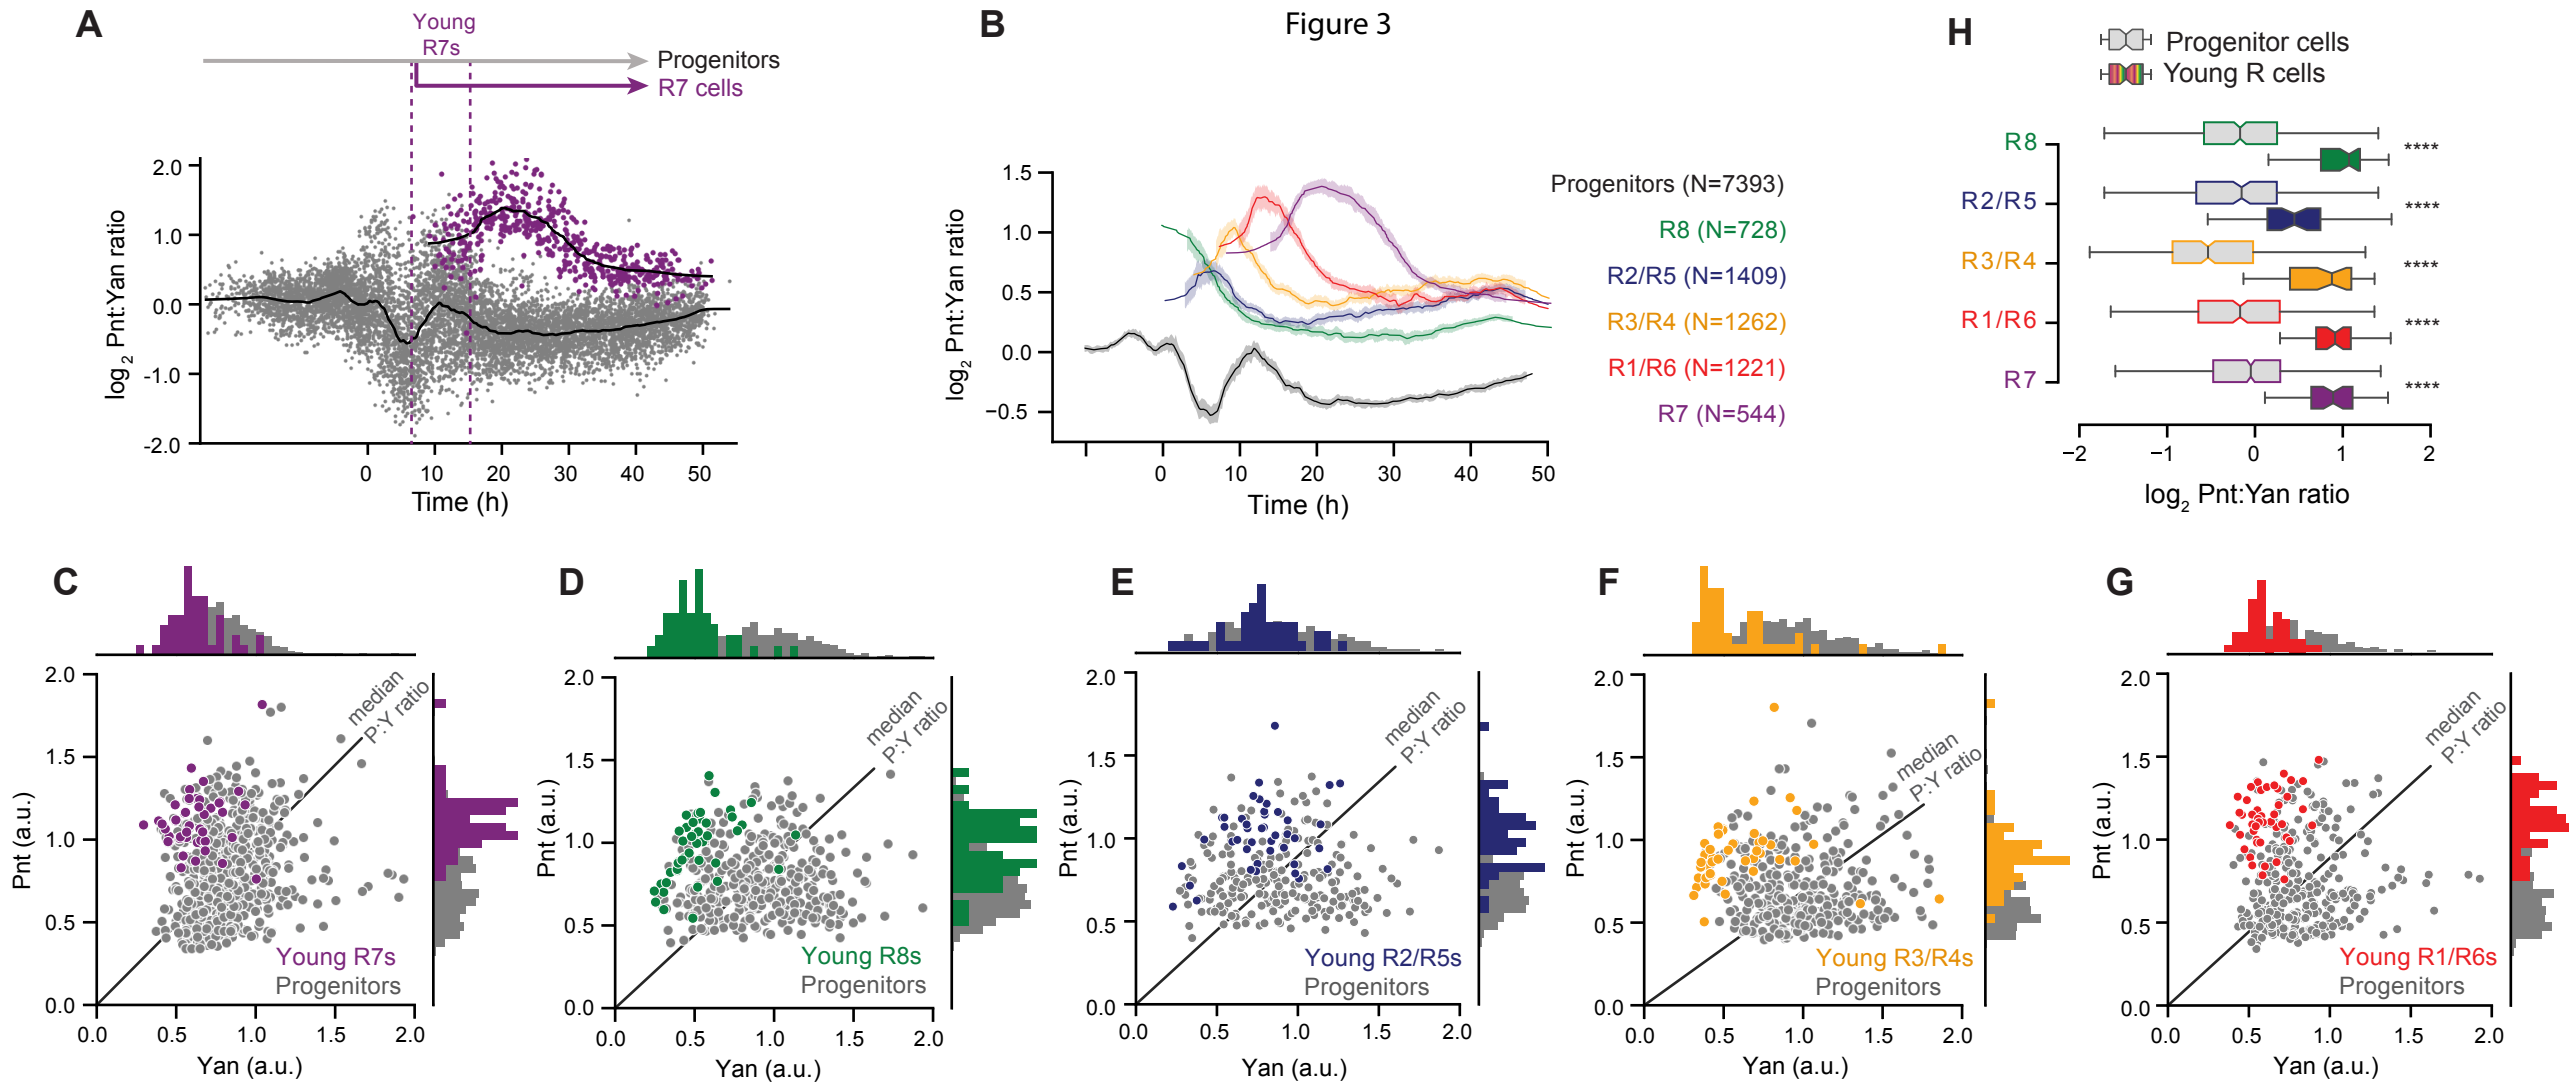 Figure 3
A
Young
R7s
Progenitors
R7 cells
log2 Pnt:Yan ratio
2.0
1.0
0.0
-1.0
-2.0
0
10
20
30
40
50
Time (h)
B
log2 Pnt:Yan ratio
1.5
1.0
0.5
0.0
−0.5
0
10
20
30
40
50
Time (h)
Progenitors (N=7393)
R8 (N=728)
R2/R5 (N=1409)
R3/R4 (N=1262)
R1/R6 (N=1221)
R7 (N=544)
H
Progenitor cells
Young R cells
R8
****
R2/R5
****
R3/R4
****
R1/R6
****
R7
****
−2
−1
0
1
2
log2 Pnt:Yan ratio
C
median
P:Y ratio
Pnt (a.u.)
2.0
1.5
1.0
0.5
0.0
Young R7s
Progenitors
0.0
0.5
1.0
1.5
2.0
Yan (a.u.)
D
median
P:Y ratio
Pnt (a.u.)
2.0
1.5
1.0
0.5
0.0
Young R8s
Progenitors
0.0
0.5
1.0
1.5
2.0
Yan (a.u.)
E
median
P:Y ratio
Pnt (a.u.)
2.0
1.5
1.0
0.5
0.0
Young R2/R5s
Progenitors
0.0
0.5
1.0
1.5
2.0
Yan (a.u.)
F
median
P:Y ratio
Pnt (a.u.)
2.0
1.5
1.0
0.5
0.0
Young R3/R4s
Progenitors
0.0
0.5
1.0
1.5
2.0
Yan (a.u.)
G
median
P:Y ratio
Pnt (a.u.)
2.0
1.5
1.0
0.5
0.0
Young R1/R6s
Progenitors
0.0
0.5
1.0
1.5
2.0
Yan (a.u.)